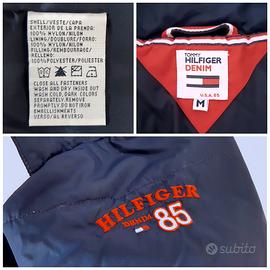 SHELL/VESTE/CAPA
EXTERIOR DE LA PRENDA:
100% NYLON/NILON
LINING/DOUBLURE/FORRO:
100% NYLON/NILON
FILLING/REMBOURRAGE/
RELLENO:
100%POLYESTER/POLIESTER
CLOSE ALL FASTENERS
WASH AND DRY INSIDE OUT
WASH COLD, DARK COLORS
SEPARATELY
REMOVE PROMPTLY
DO NOT IRON
EMBELLISHMENTS
VERSO/AL REVERSO
TOMMY
HILFIGER
DENIM
U.S.A. 85
M
HILFIGER
DENIM
85
subito